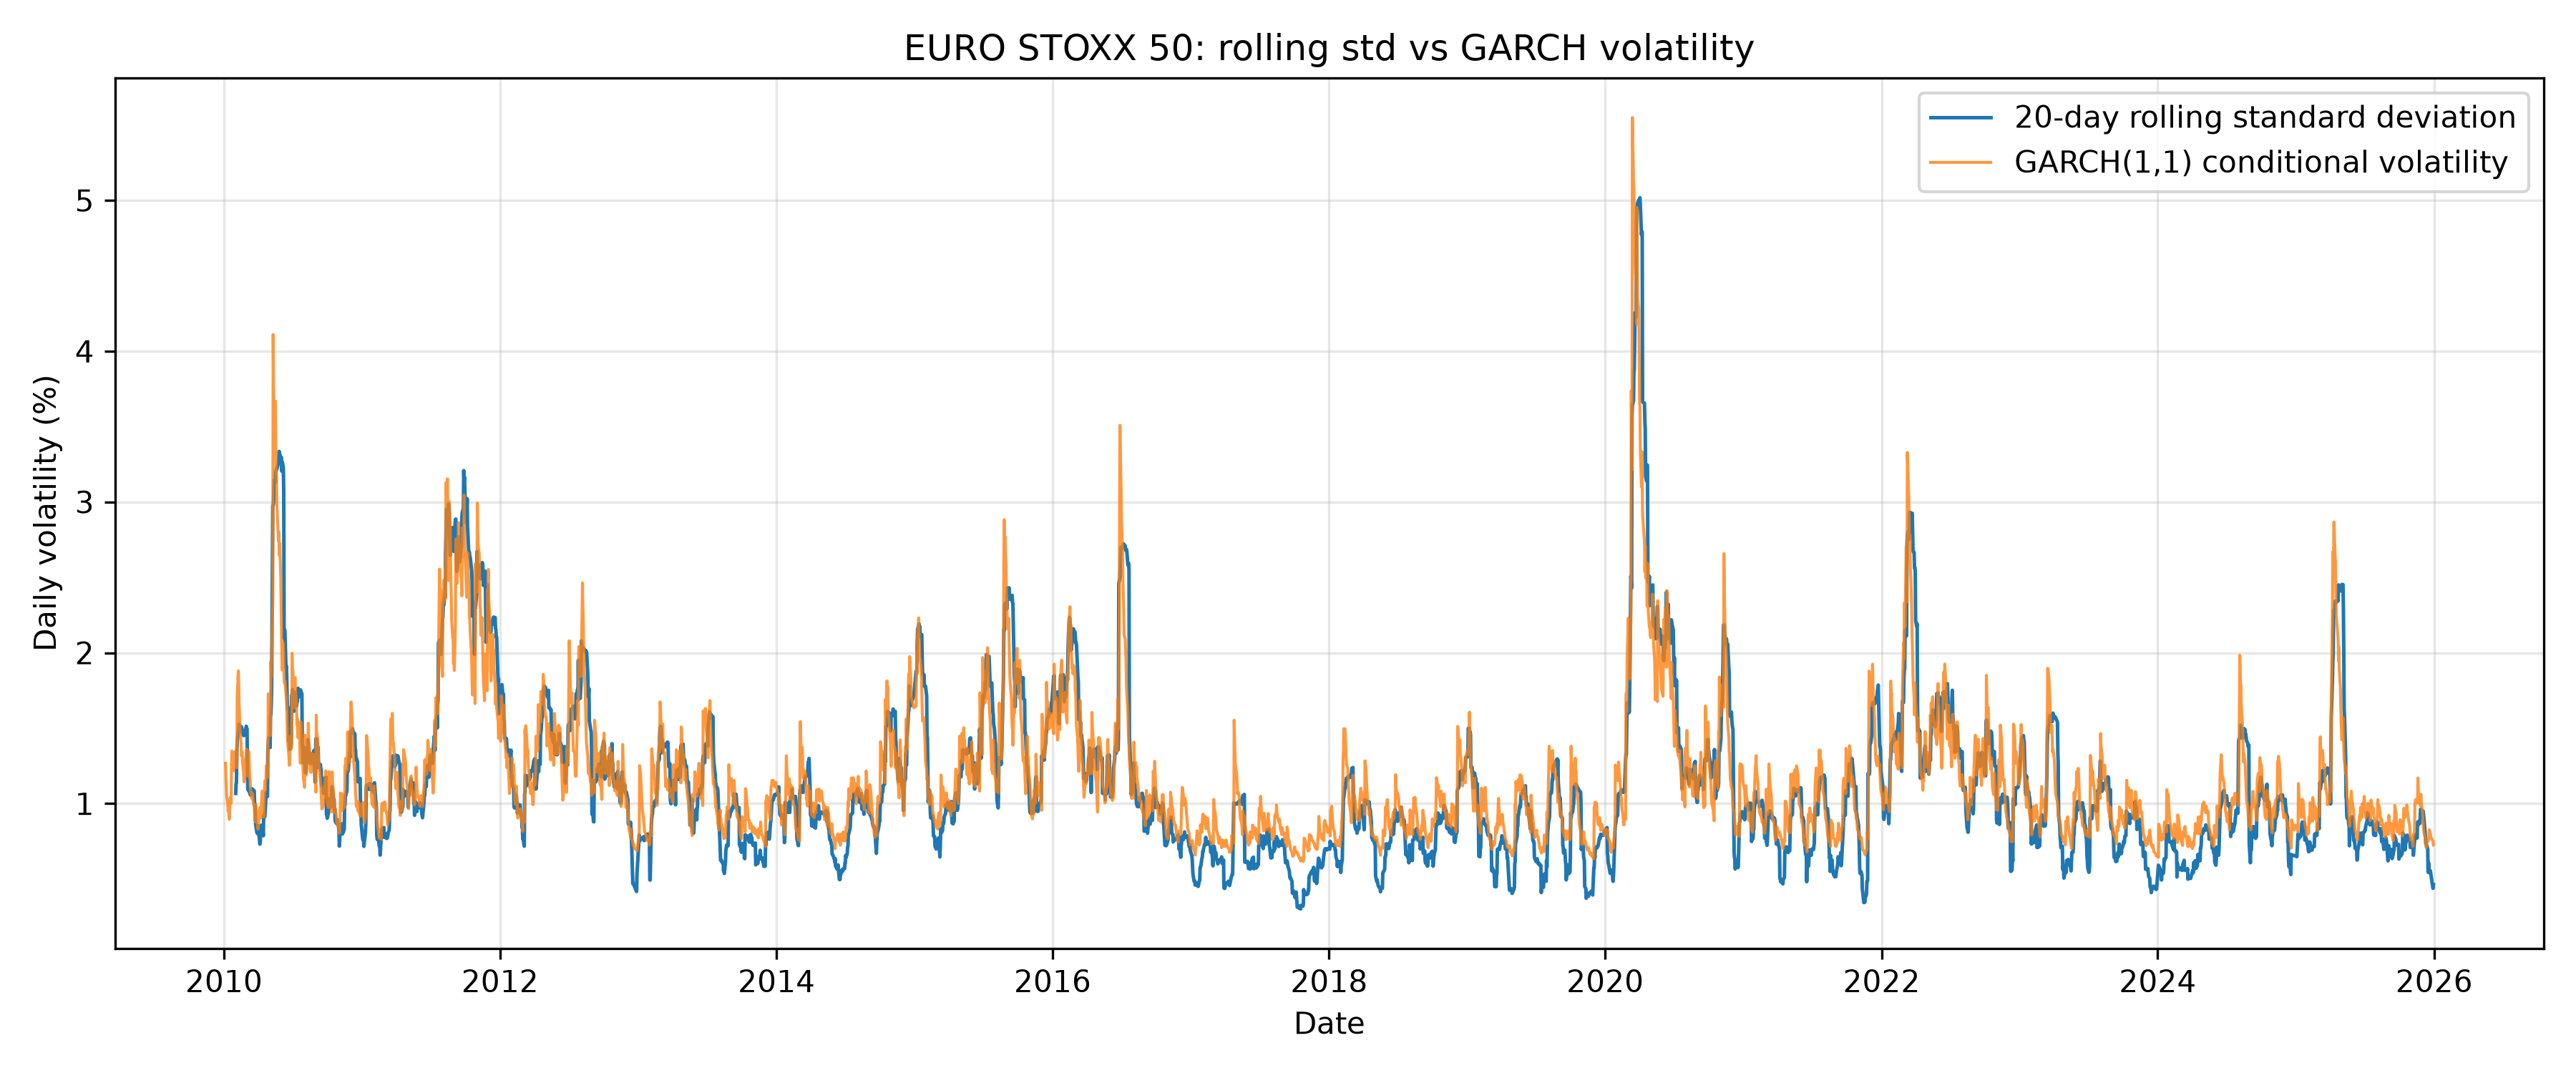 EURO STOXX 50: rolling std vs GARCH volatility
20-day rolling standard deviation
GARCH(1,1) conditional volatility
Daily volatility (%)
5
4
3
2
1
2010 2012 2014 2016 2018 2020 2022 2024 2026
Date